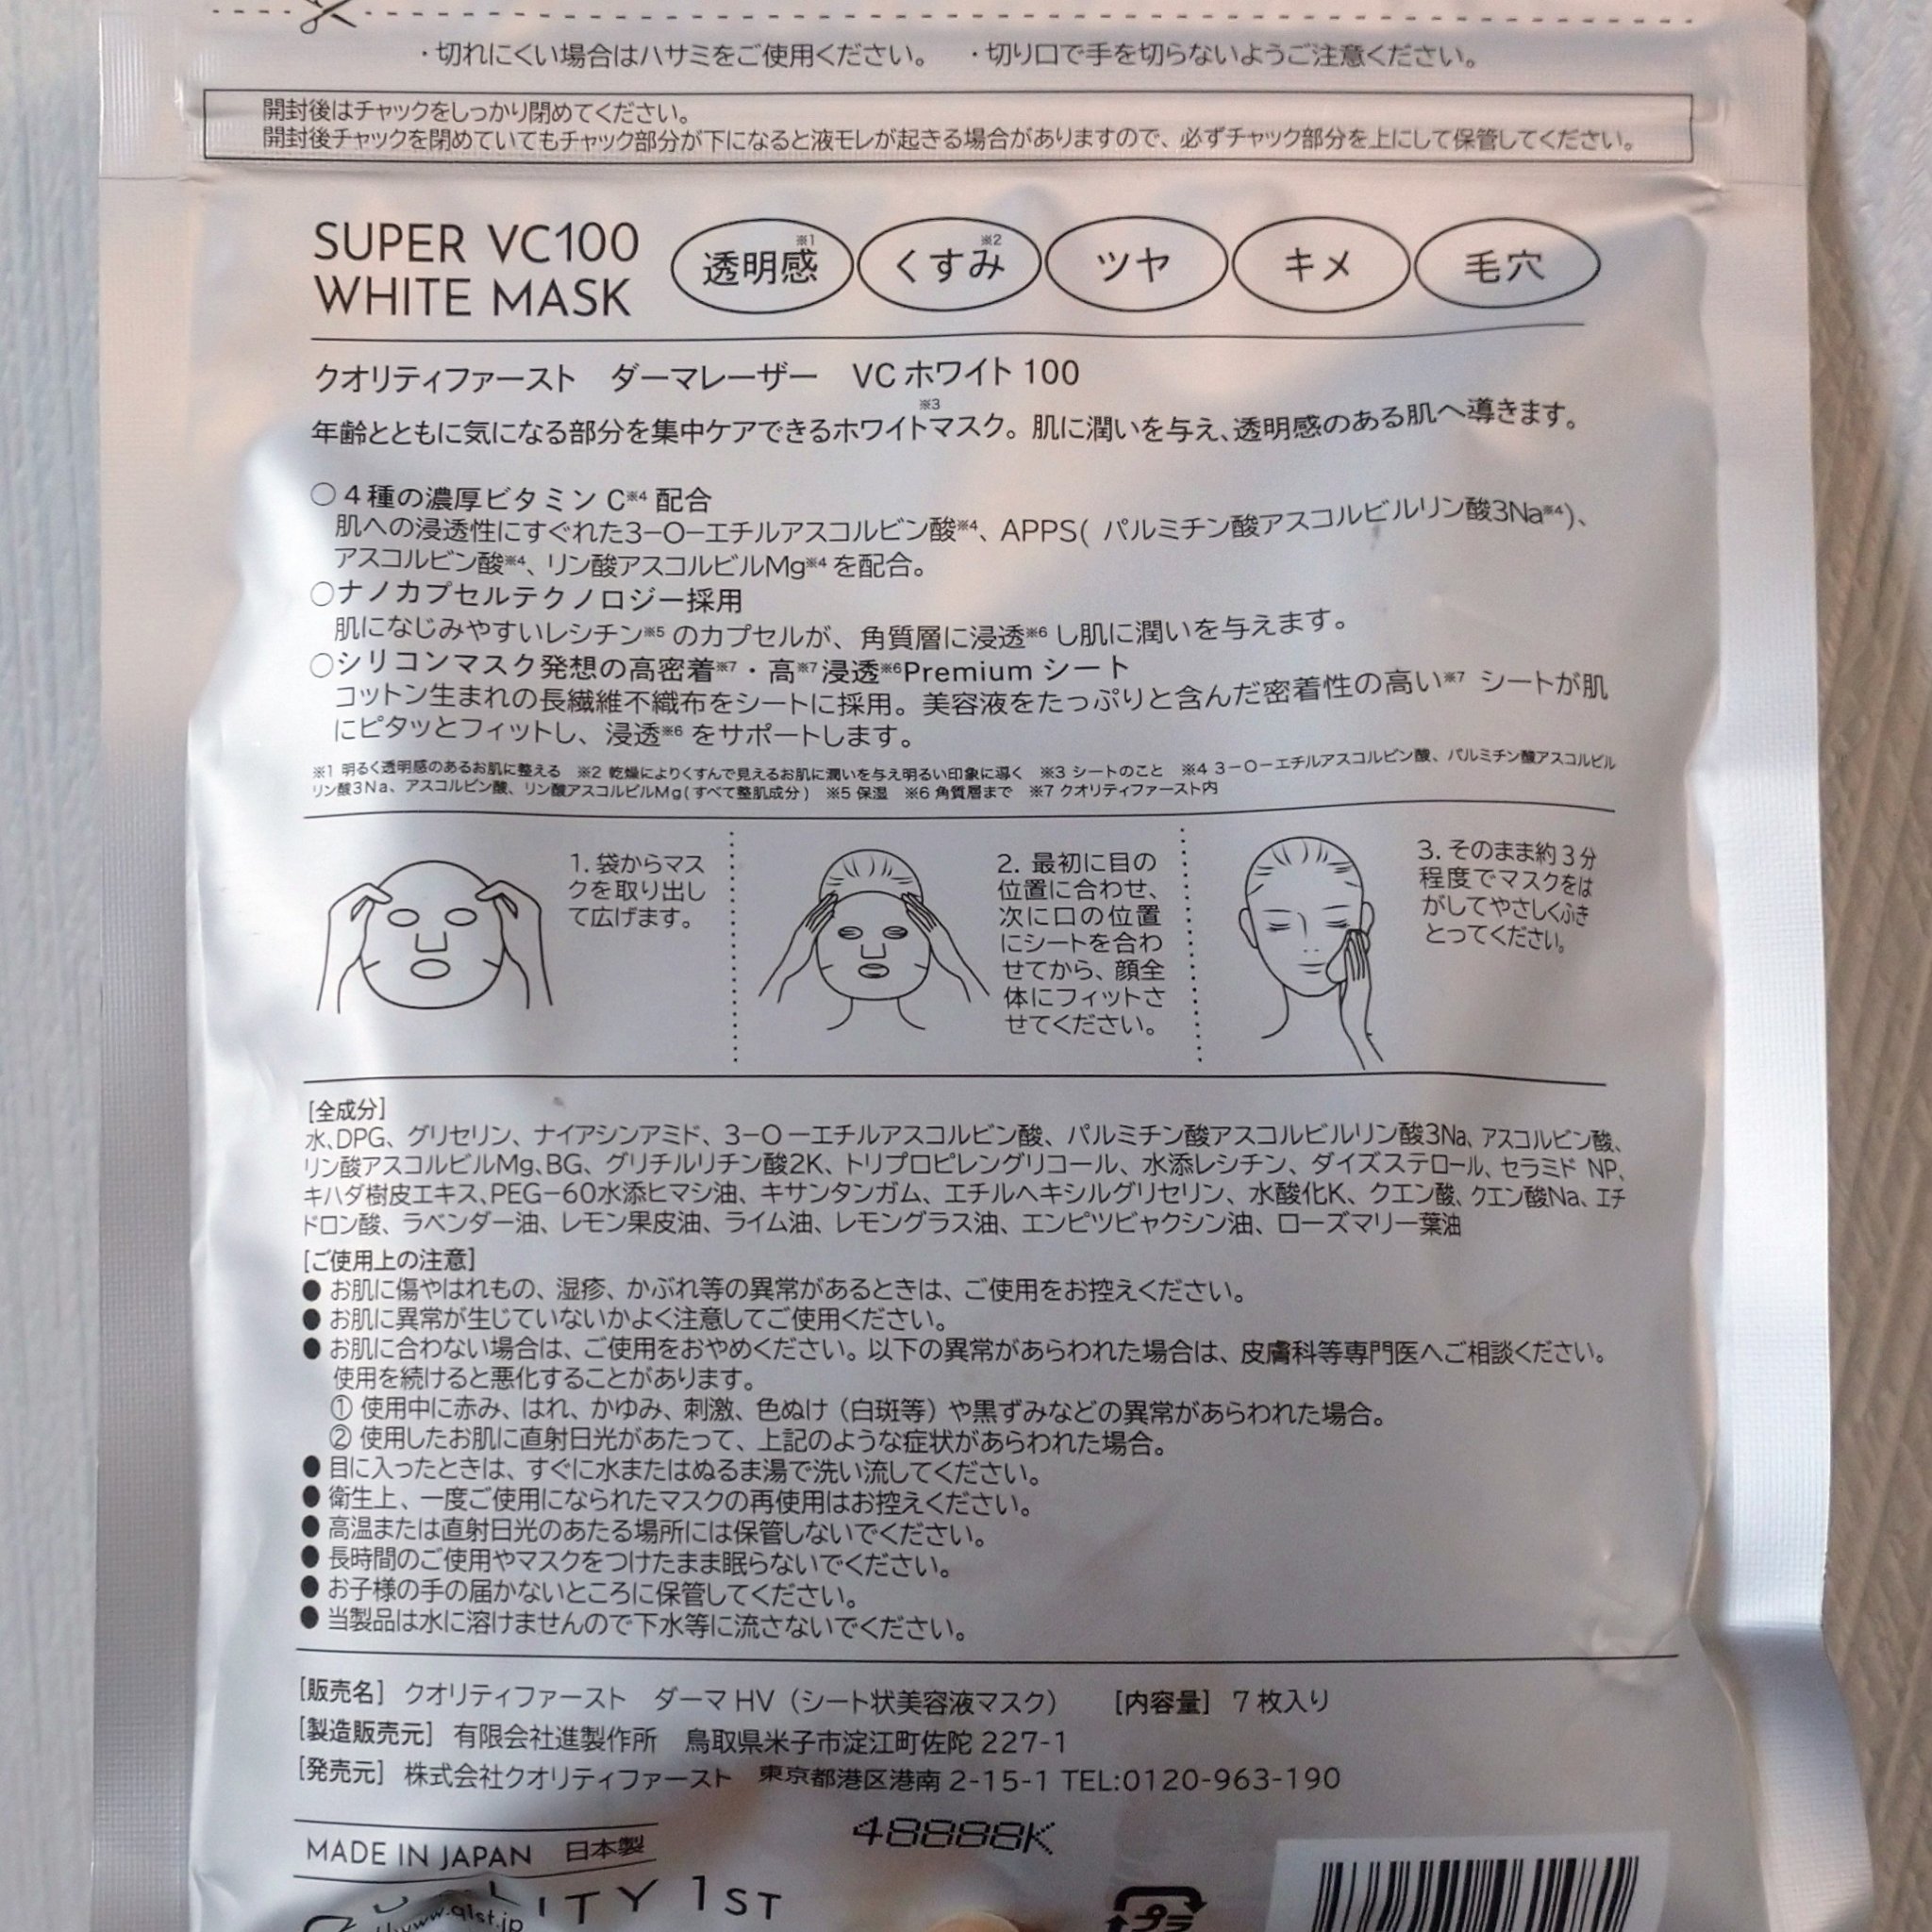 ・切れにくい場合はハサミをご使用ください。 ・切り口で手を切らないようご注意ください。
開封後はチャックをしっかり閉めてください。
開封後チャックを閉めていてもチャック部分が下になると液モレが起きる場合がありますので、必ずチャック部分を上にして保管してください。
SUPER VC100
WHITE MASK
透明感※1 くすみ※2 ツヤ キメ 毛穴
クオリティファースト ダーマレーザー VCホワイト100
年齢とともに気になる部分を集中ケアできるホワイトマスク※3。肌に潤いを与え、透明感のある肌へ導きます。
○4種の濃厚ビタミンC※4配合
肌への浸透性にすぐれた3-O-エチルアスコルビン酸※4、APPS( パルミチン酸アスコルビルリン酸3Na※4)、
アスコルビン酸※4、リン酸アスコルビルMg※4を配合。
○ナノカプセルテクノロジー採用
肌になじみやすいレシチン※5のカプセルが、角質層に浸透※6し肌に潤いを与えます。
○シリコンマスク発想の高密着※7・高※7浸透※6Premium シート
コットン生まれの長繊維不織布をシートに採用。美容液をたっぷりと含んだ密着性の高い※7 シートが肌
にピタッとフィットし、浸透※6をサポートします。
※1 明るく透明感のあるお肌に整える ※2 乾燥によりくすんで見えるお肌に潤いを与え明るい印象に導く ※3 シートのこと ※4 3-O-エチルアスコルビン酸、パルミチン酸アスコルビル
リン酸3Na、アスコルビン酸、リン酸アスコルビルMg(すべて整肌成分) ※5 保湿 ※6 角質層まで ※7 クオリティファースト内
1. 袋からマス
クを取り出し
て広げます。
2. 最初に目の
位置に合わせ、
次に口の位置
にシートを合わ
せてから、顔全
体にフィットさ
せてください。
3. そのまま約3分
程度でマスクをは
がしてやさしくふき
とってください。
[全成分]
水、DPG、グリセリン、ナイアシンアミド、3-O-エチルアスコルビン酸、パルミチン酸アスコルビルリン酸3Na、アスコルビン酸、
リン酸アスコルビルMg、BG、グリチルリチン酸2K、トリプロピレングリコール、水添レシチン、ダイズステロール、セラミド NP、
キハダ樹皮エキス、PEG-60水添ヒマシ油、キサンタンガム、エチルヘキシルグリセリン、水酸化K、クエン酸、クエン酸Na、エチ
ドロン酸、ラベンダー油、レモン果皮油、ライム油、レモングラス油、エンピツビャクシン油、ローズマリー葉油
[ご使用上の注意]
● お肌に傷やはれもの、湿疹、かぶれ等の異常があるときは、ご使用をお控えください。
● お肌に異常が生じていないかよく注意してご使用ください。
● お肌に合わない場合は、ご使用をおやめください。以下の異常があらわれた場合は、皮膚科等専門医へご相談ください。
使用を続けると悪化することがあります。
① 使用中に赤み、はれ、かゆみ、刺激、色ぬけ（白斑等）や黒ずみなどの異常があらわれた場合。
② 使用したお肌に直射日光があたって、上記のような症状があらわれた場合。
● 目に入ったときは、すぐに水またはぬるま湯で洗い流してください。
● 衛生上、一度ご使用になられたマスクの再使用はお控えください。
● 高温または直射日光のあたる場所には保管しないでください。
● 長時間のご使用やマスクをつけたまま眠らないでください。
● お子様の手の届かないところに保管してください。
● 当製品は水に溶けませんので下水等に流さないでください。
[販売名] クオリティファースト ダーマHV（シート状美容液マスク） [内容量] 7枚入り
[製造販売元] 有限会社進製作所 鳥取県米子市淀江町佐陀227-1
[発売元] 株式会社クオリティファースト 東京都港区港南2-15-1 TEL:0120-963-190
48888K
MADE IN JAPAN 日本製
QUALITY 1ST
www.q1st.jp
プラ